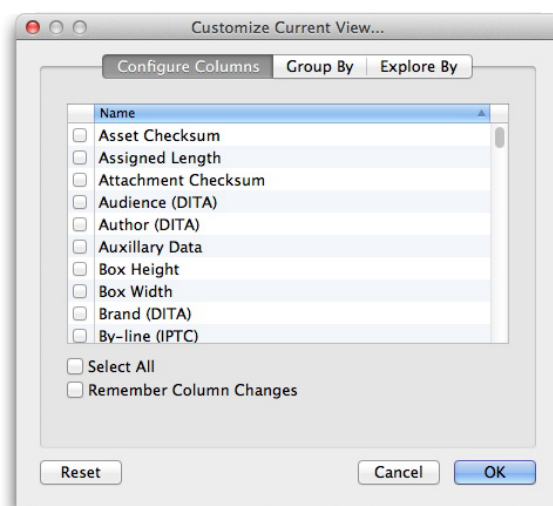 Customize Current View...
Configure Columns Group By Explore By
Name
Asset Checksum
Assigned Length
Attachment Checksum
Audience (DITA)
Author (DITA)
Auxillary Data
Box Height
Box Width
Brand (DITA)
By-line (IPTC)
Select All
Remember Column Changes
Reset Cancel OK